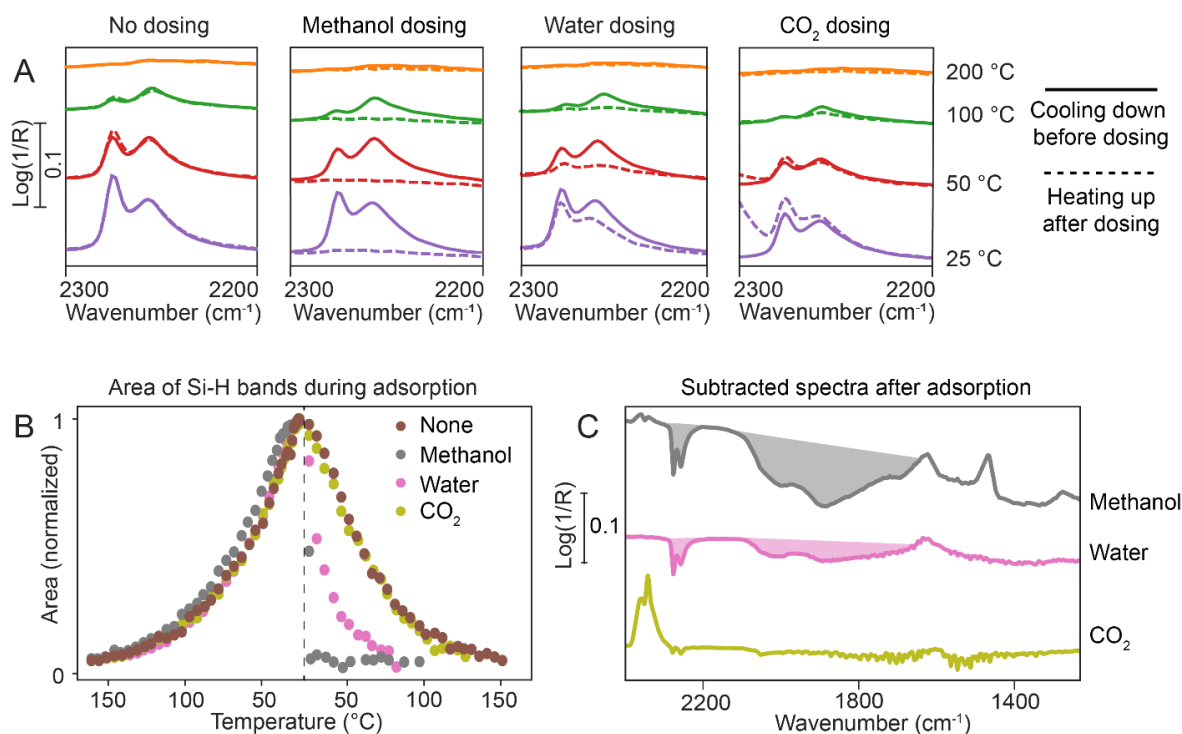 No dosing
Methanol dosing
Water dosing
CO₂ dosing
A
200 °C
100 °C
50 °C
25 °C
Log(1/R)
0.1
Cooling down
before dosing
Heating up
after dosing
2300 2200
2300 2200
2300 2200
2300 2200
Wavenumber (cm⁻¹)
Wavenumber (cm⁻¹)
Wavenumber (cm⁻¹)
Wavenumber (cm⁻¹)
Area of Si-H bands during adsorption
B
1
0
Area (normalized)
None
Methanol
Water
CO₂
150 100 50 50 100 150
Temperature (°C)
Subtracted spectra after adsorption
C
Log(1/R)
0.1
Methanol
Water
CO₂
2200 1800 1400
Wavenumber (cm⁻¹)